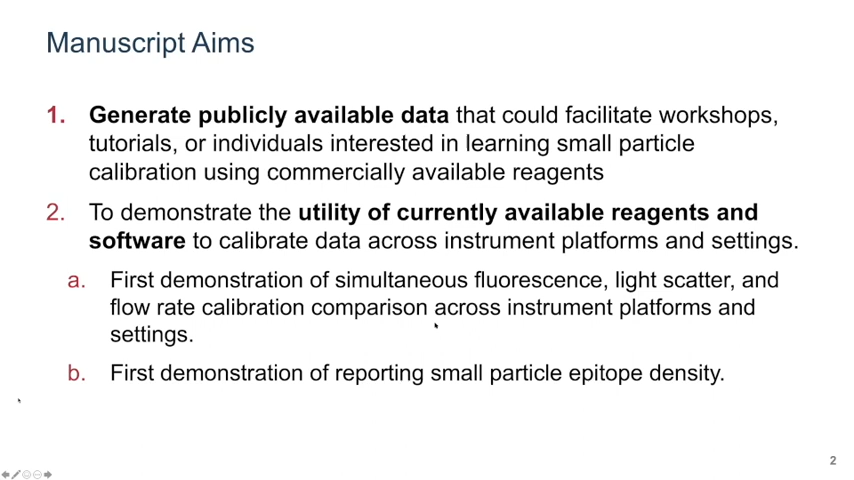 Manuscript Aims
1. Generate publicly available data that could facilitate workshops,
tutorials, or individuals interested in learning small particle
calibration using commercially available reagents
2. To demonstrate the utility of currently available reagents and
software to calibrate data across instrument platforms and settings.
a. First demonstration of simultaneous fluorescence, light scatter, and
flow rate calibration comparison across instrument platforms and
settings.
b. First demonstration of reporting small particle epitope density.
2